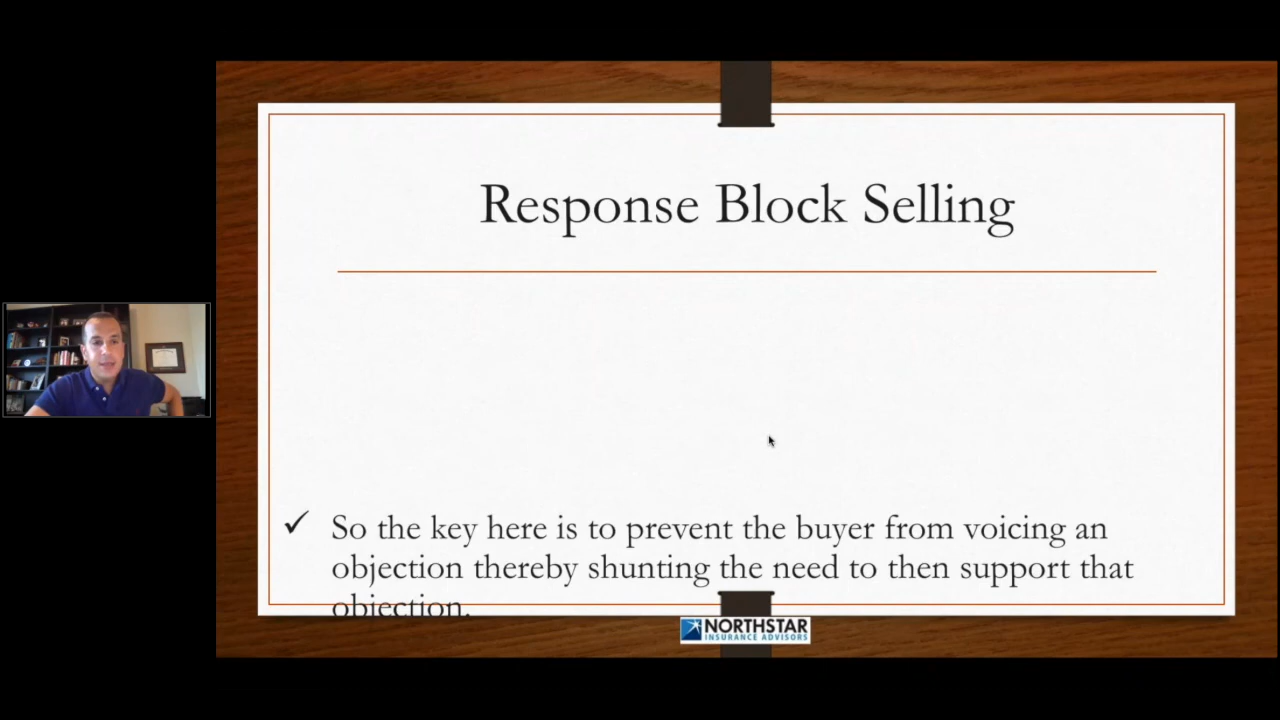 Response Block Selling
✓ So the key here is to prevent the buyer from voicing an
objection thereby shunting the need to then support that
objection.
NORTHSTAR
INSURANCE ADVISORS